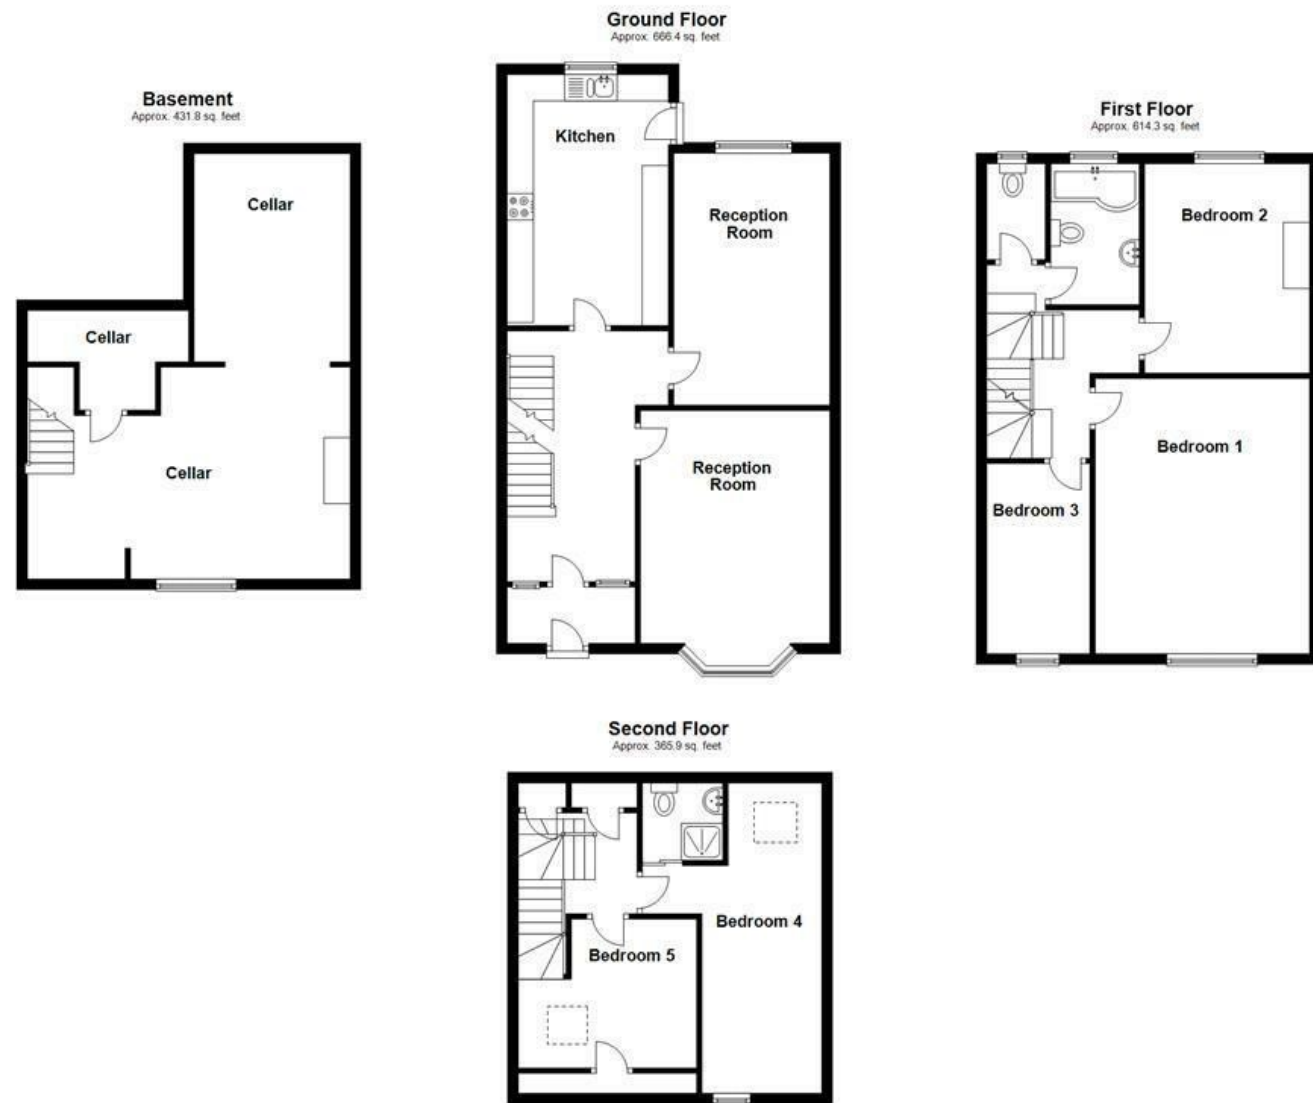 Ground Floor
Approx. 666.4 sq. feet
Basement
Approx. 431.8 sq. feet
First Floor
Approx. 614.3 sq. feet
Kitchen
Cellar
Reception
Room
Bedroom 2
Cellar
Bedroom 1
Cellar
Reception
Room
Bedroom 3
Second Floor
Approx. 365.9 sq. feet
Bedroom 4
Bedroom 5